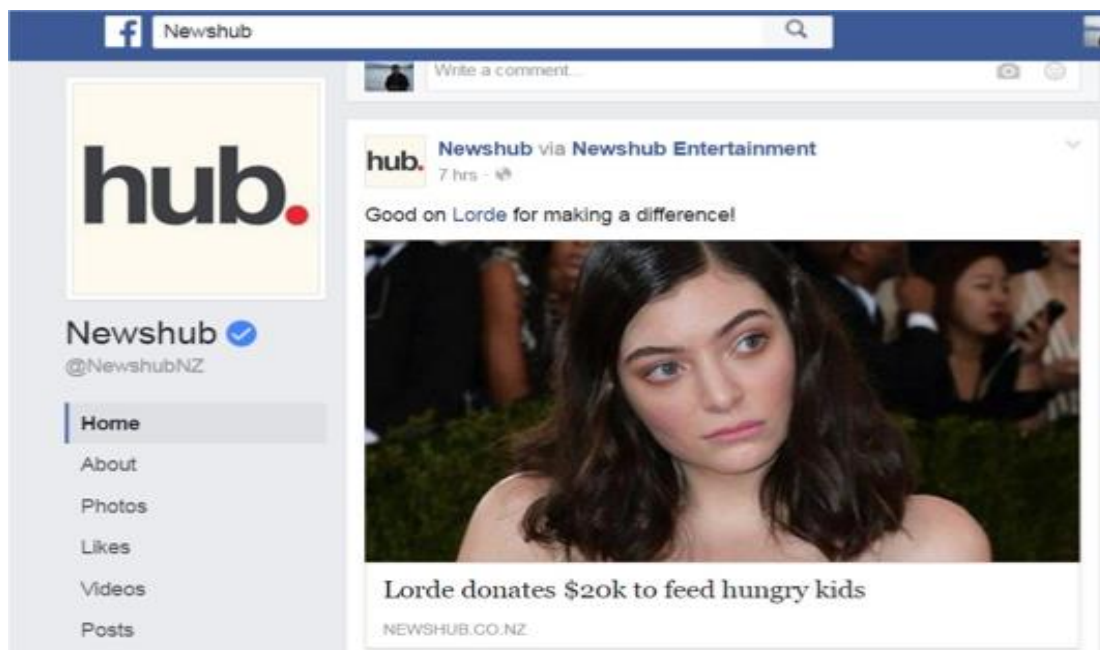 Newshub
Write a comment...
hub.
Newshub
@NewshubNZ
Home
About
Photos
Likes
Videos
Posts
hub.
Newshub via Newshub Entertainment
7 hrs ·
Good on Lorde for making a difference!
Lorde donates $20k to feed hungry kids
NEWSHUB.CO.NZ